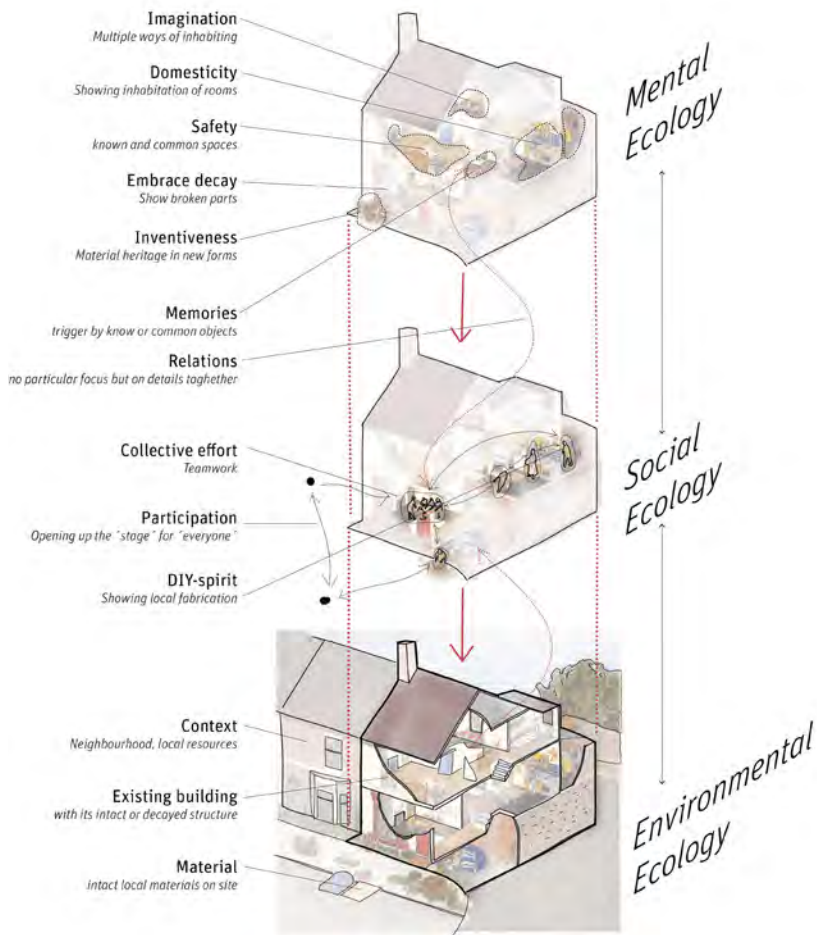 Imagination
Multiple ways of inhabiting
Domesticity
Showing inhabitation of rooms
Safety
known and common spaces
Embrace decay
Show broken parts
Inventiveness
Material heritage in new forms
Memories
trigger by know or common objects
Relations
no particular focus but on details taghether
Mental
Ecology
Collective effort
Teamwork
Participation
Opening up the "stage" for "everyone"
DIY-spirit
Showing local fabrication
Social
Ecology
Context
Neighbourhood, local resources
Existing building
with its intact or decayed structure
Material
intact local materials on site
Environmental
Ecology